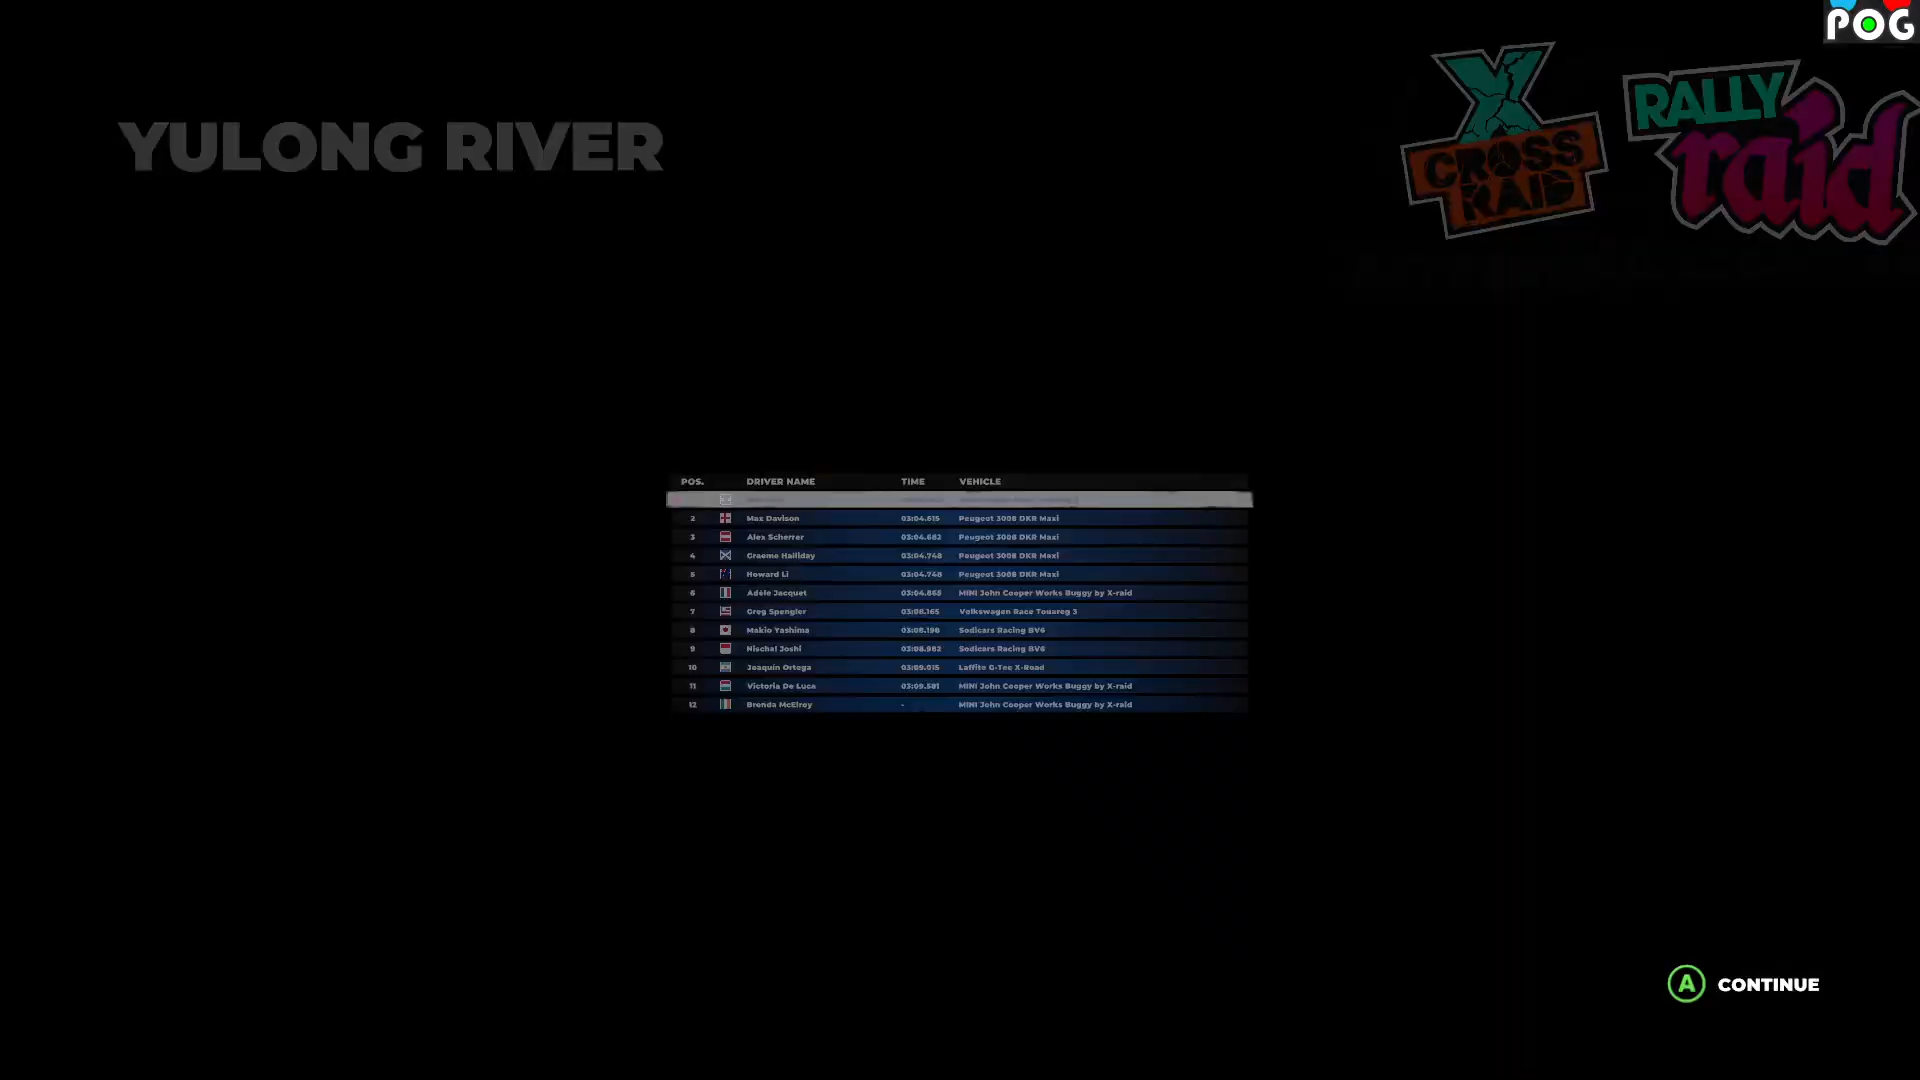 POG
X
CROSS
RAID
RALLY
raid
YULONG RIVER
POS. DRIVER NAME TIME VEHICLE
2 Max Davison 03:04.615 Peugeot 3008 DKR Maxi
3 Alex Scherrer 03:04.682 Peugeot 3008 DKR Maxi
4 Graeme Halliday 03:04.748 Peugeot 3008 DKR Maxi
5 Howard Li 03:04.748 Peugeot 3008 DKR Maxi
6 Adèle Jacquet 03:04.865 MINI John Cooper Works Buggy by X-raid
7 Greg Spengler 03:08.165 Volkswagen Race Touareg 3
8 Makio Yashima 03:08.198 Sodicars Racing BV6
9 Nischal Joshi 03:08.982 Sodicars Racing BV6
10 Joaquín Ortega 03:09.015 Laffite G-Tec X-Road
11 Victoria De Luca 03:09.581 MINI John Cooper Works Buggy by X-raid
12 Brenda McElroy - MINI John Cooper Works Buggy by X-raid
A CONTINUE